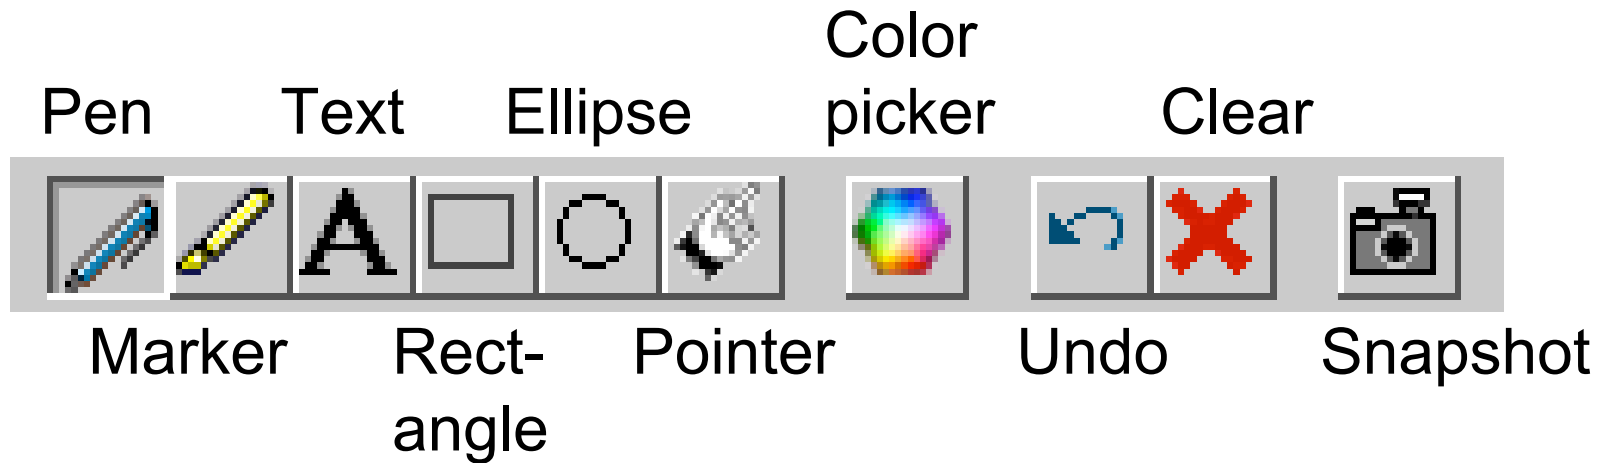 Color
Pen Text Ellipse picker Clear
Marker Rect- Pointer Undo Snapshot
angle